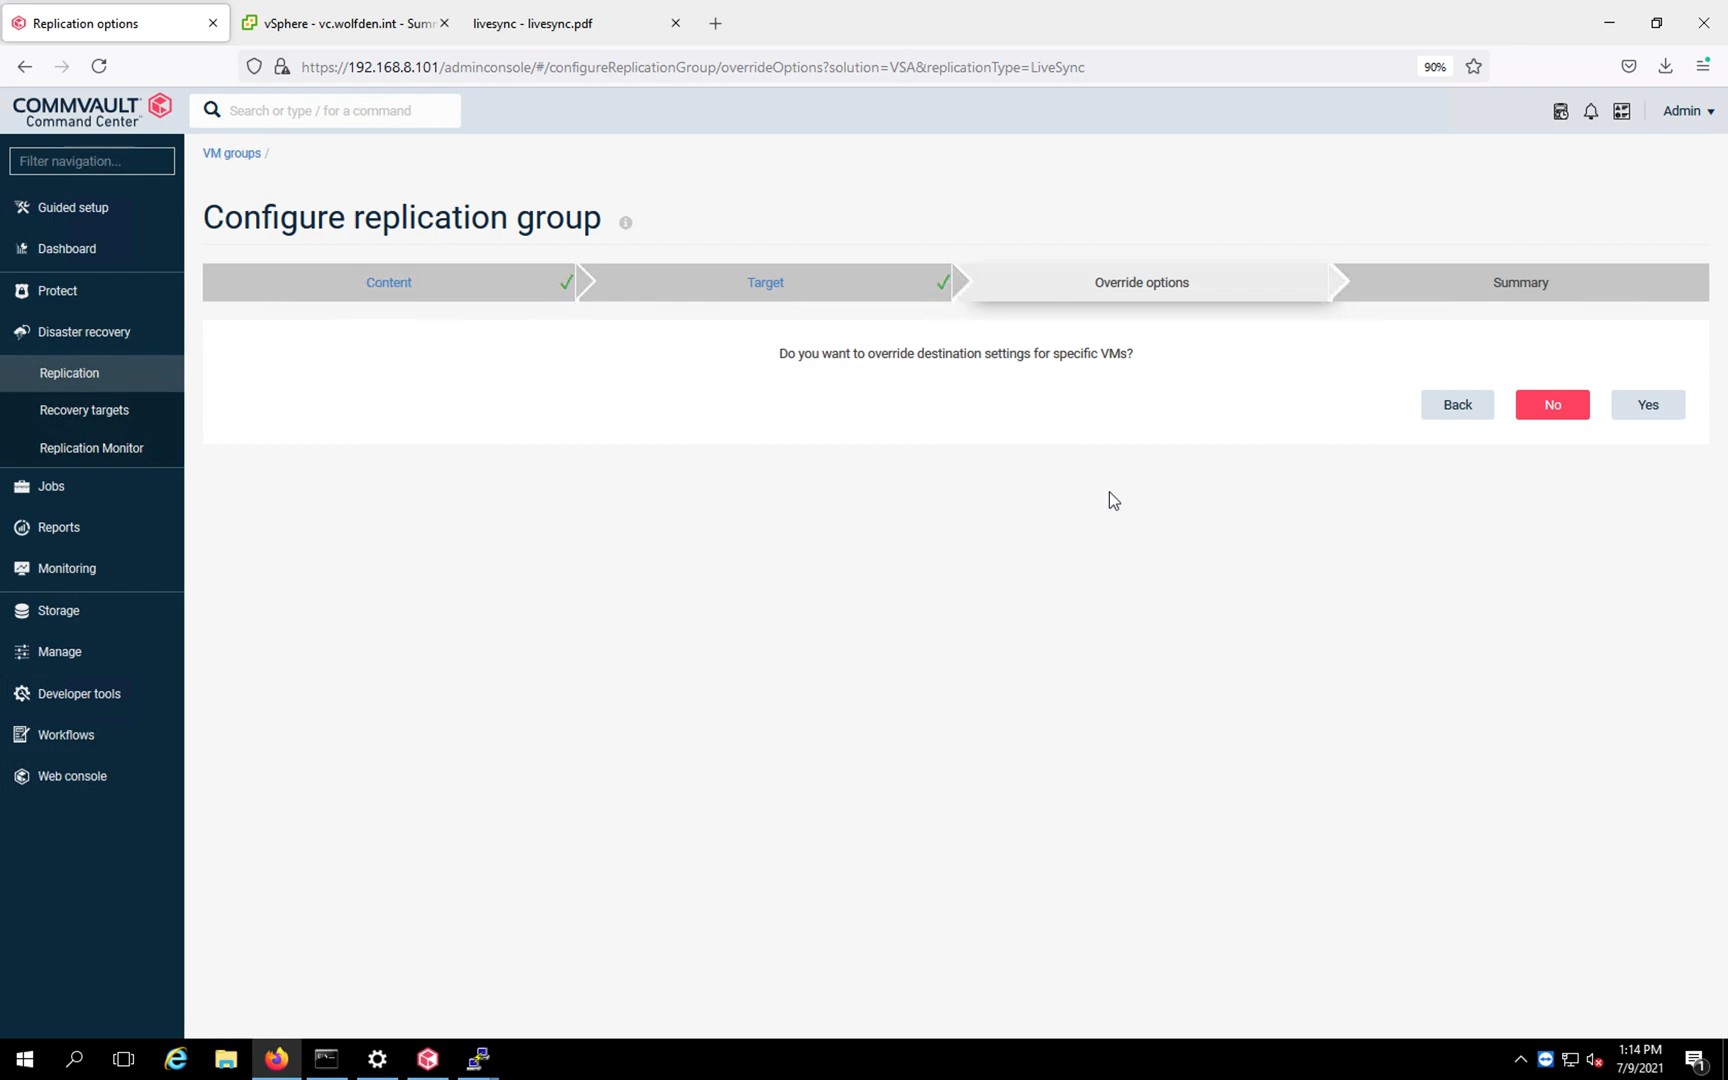 Replication options
vSphere - vc.wolfden.int - Summ
livesync - livesync.pdf
https://192.168.8.101/adminconsole/#/configureReplicationGroup/overrideOptions?solution=VSA&replicationType=LiveSync
90%
COMMVAULT
Command Center™
Search or type / for a command
Admin
Filter navigation...
Guided setup
Dashboard
Protect
Disaster recovery
Replication
Recovery targets
Replication Monitor
Jobs
Reports
Monitoring
Storage
Manage
Developer tools
Workflows
Web console
VM groups /
Configure replication group
Content
Target
Override options
Summary
Do you want to override destination settings for specific VMs?
Back
No
Yes
1:14 PM
7/9/2021
1